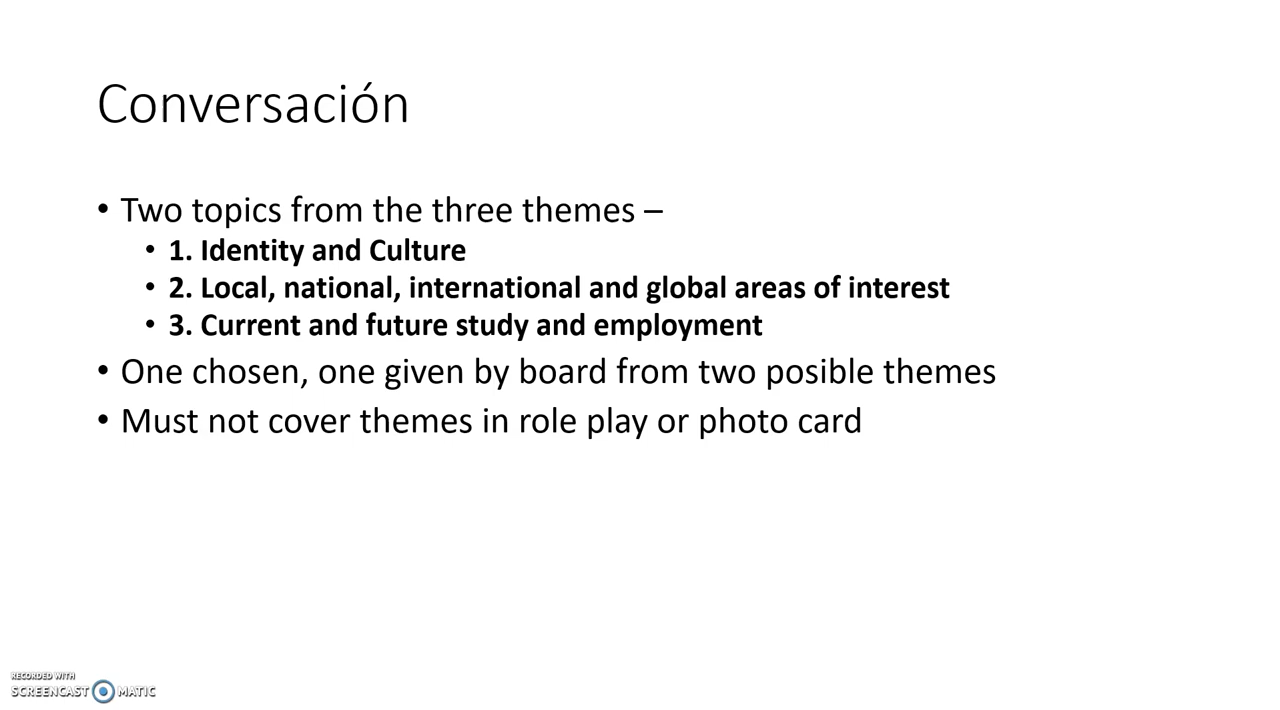 Conversación
• Two topics from the three themes –
• 1. Identity and Culture
• 2. Local, national, international and global areas of interest
• 3. Current and future study and employment
• One chosen, one given by board from two posible themes
• Must not cover themes in role play or photo card
RECORDED WITH
SCREENCAST MATIC